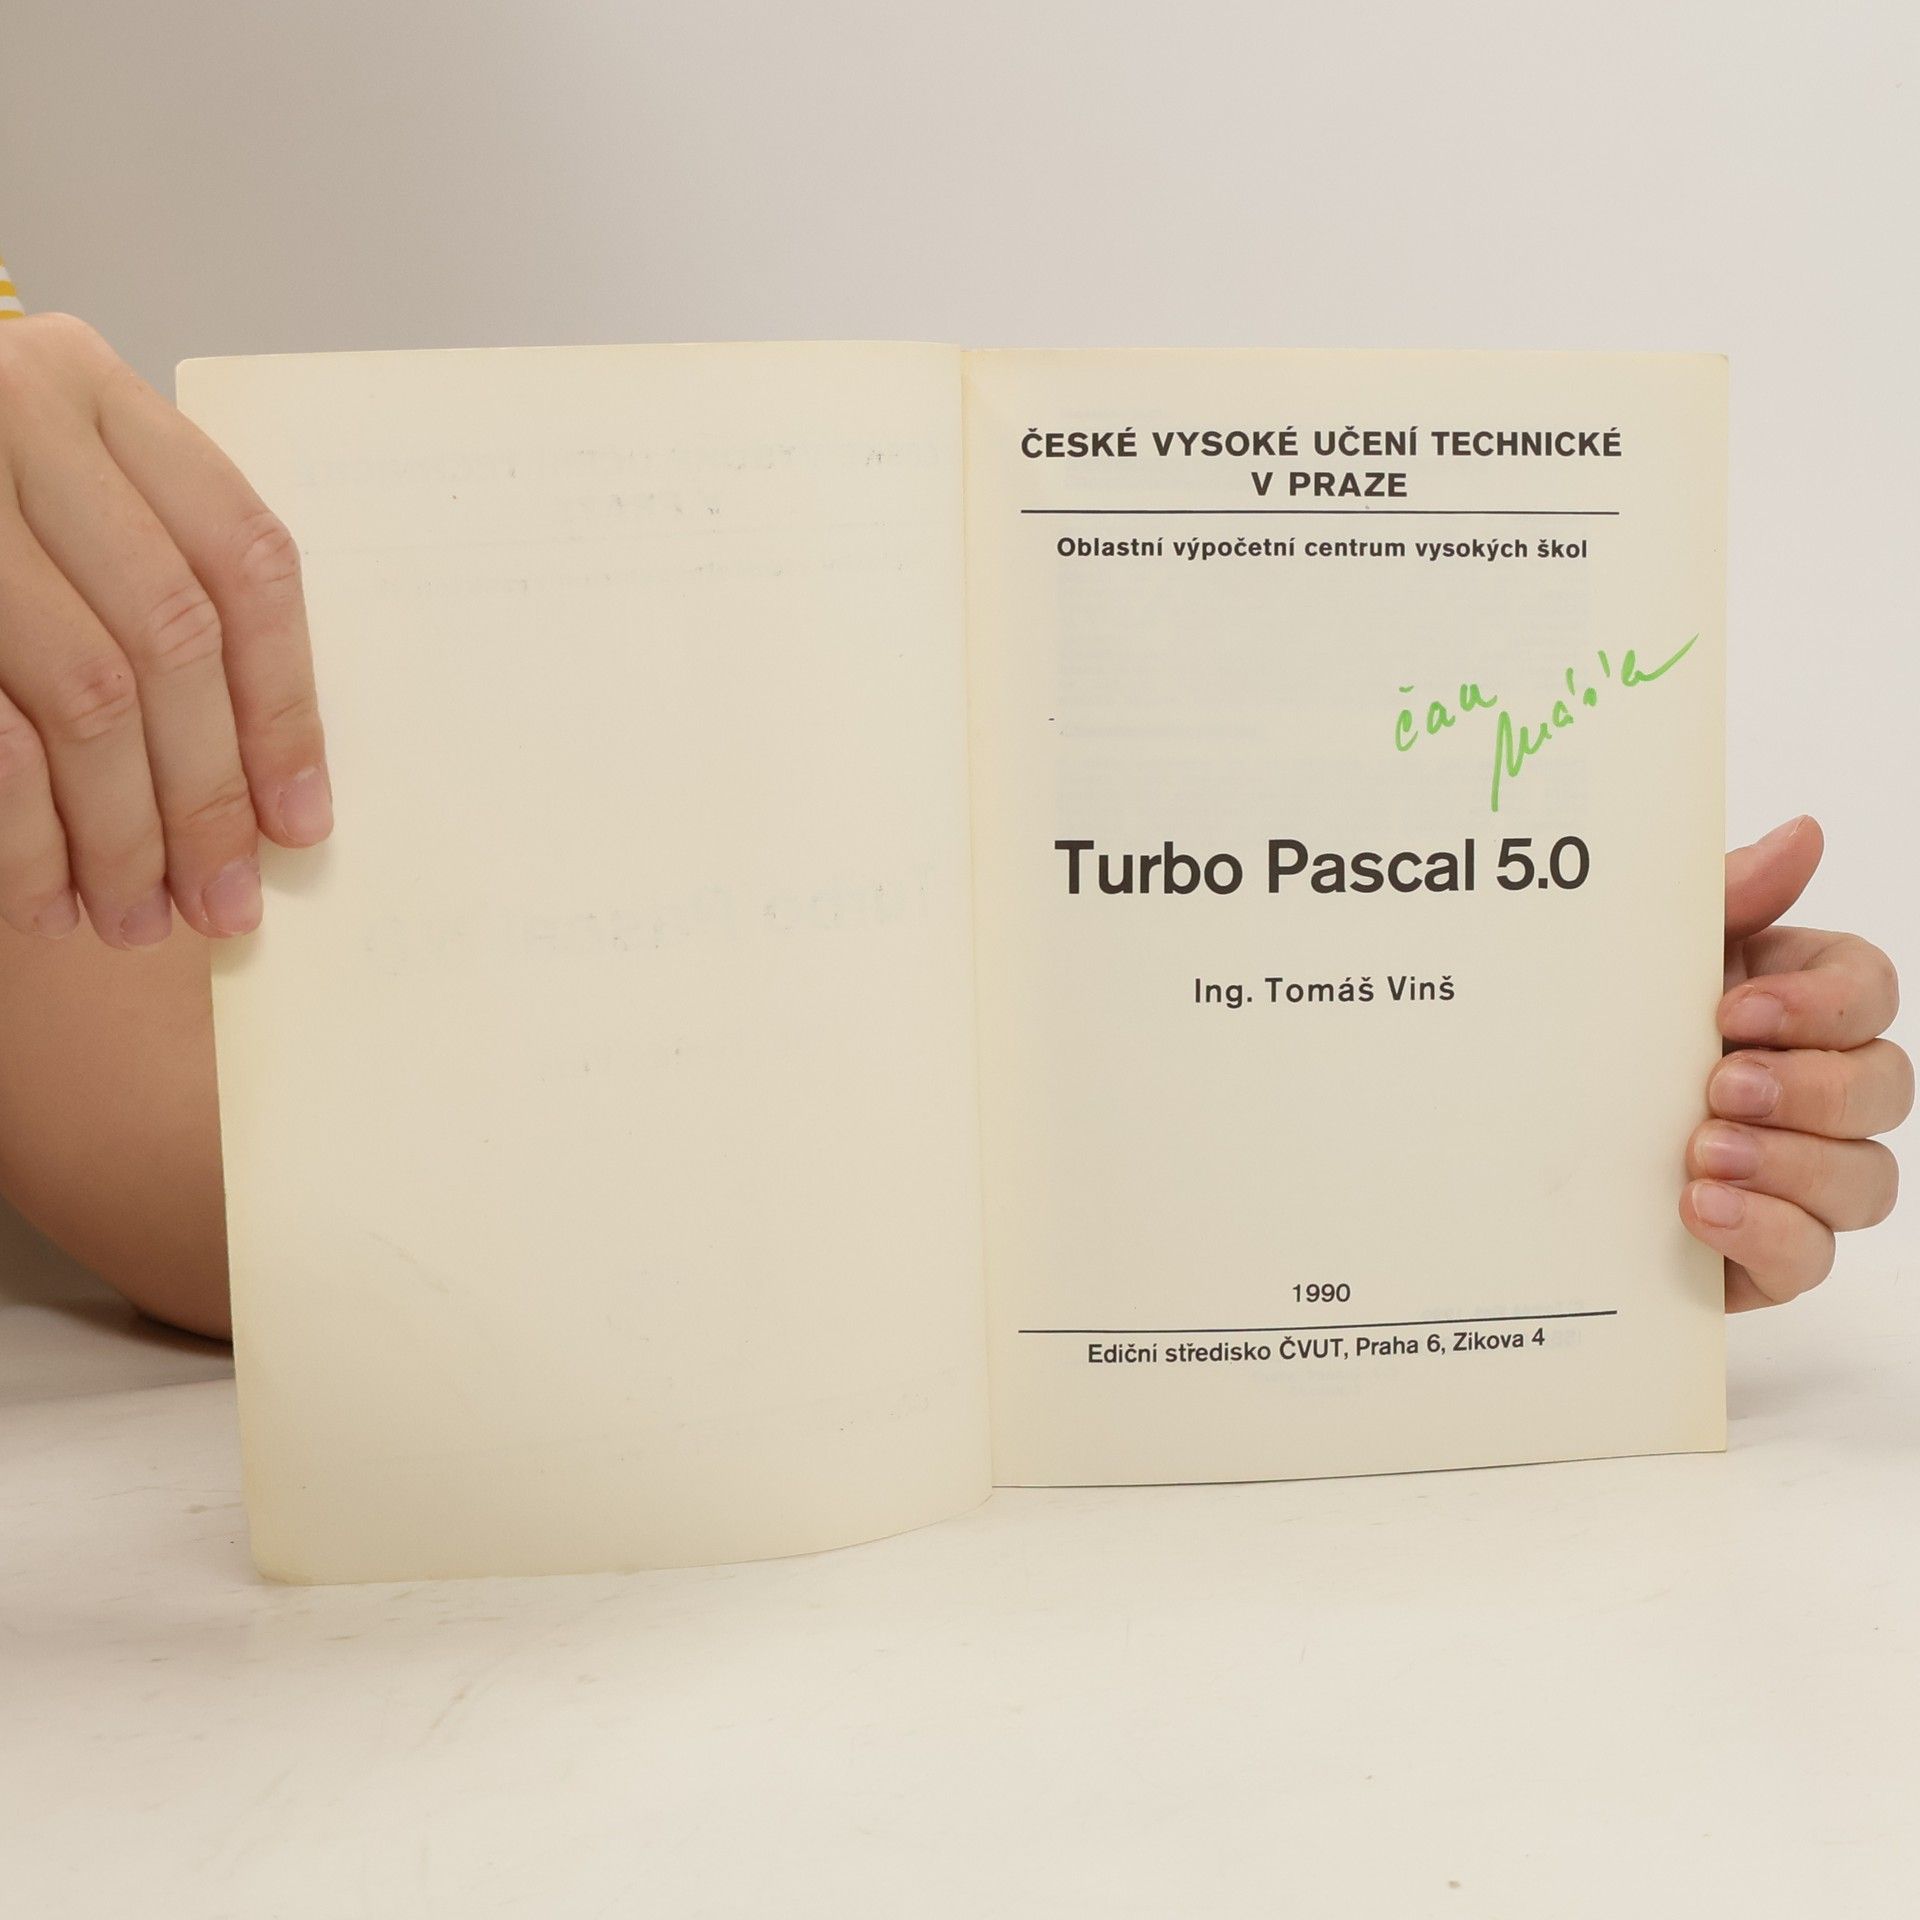 ČESKÉ VYSOKÉ UČENÍ TECHNICKÉ
V PRAZE
Oblastní výpočetní centrum vysokých škol
Turbo Pascal 5.0
Ing. Tomáš Vinš
1990
Ediční středisko ČVUT, Praha 6, Zikova 4